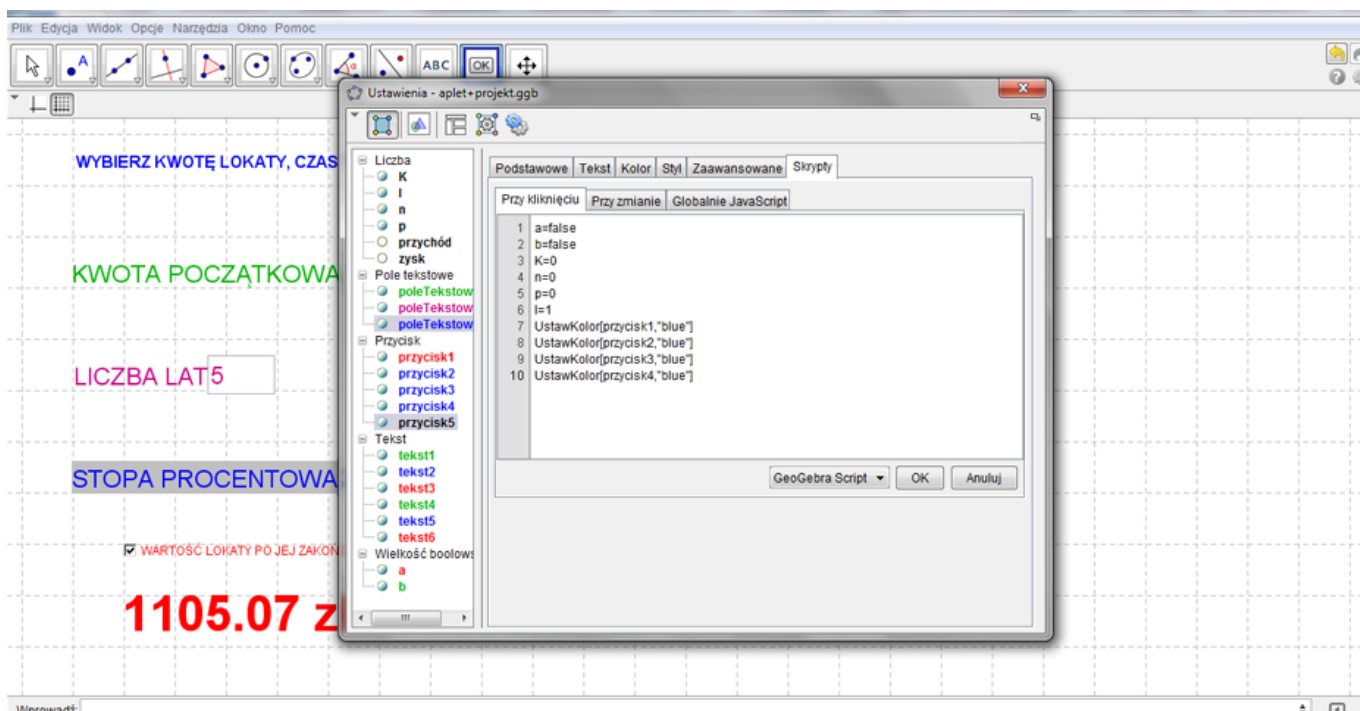 Plik Edycja Widok Opcje Narzędzia Okno Pomoc
A
ABC
OK
Ustawienia - aplet+projekt.ggb
WYBIERZ KWOTĘ LOKATY, CZAS
KWOTA POCZĄTKOWA
LICZBA LAT 5
STOPA PROCENTOWA
WARTOŚĆ LOKATY PO JEJ ZAKOŃ
1105.07 z
Liczba
K
l
n
p
przychód
zysk
Pole tekstowe
poleTekstow
poleTekstow
poleTekstow
Przycisk
przycisk1
przycisk2
przycisk3
przycisk4
przycisk5
Tekst
tekst1
tekst2
tekst3
tekst4
tekst5
tekst6
Wielkość boolows
a
b
Podstawowe Tekst Kolor Styl Zaawansowane Skrypty
Przy kliknięciu Przy zmianie Globalnie JavaScript
1 a=false
2 b=false
3 K=0
4 n=0
5 p=0
6 l=1
7 UstawKolor[przycisk1,"blue"]
8 UstawKolor[przycisk2,"blue"]
9 UstawKolor[przycisk3,"blue"]
10 UstawKolor[przycisk4,"blue"]
GeoGebra Script OK Anuluj
Wprowadź: